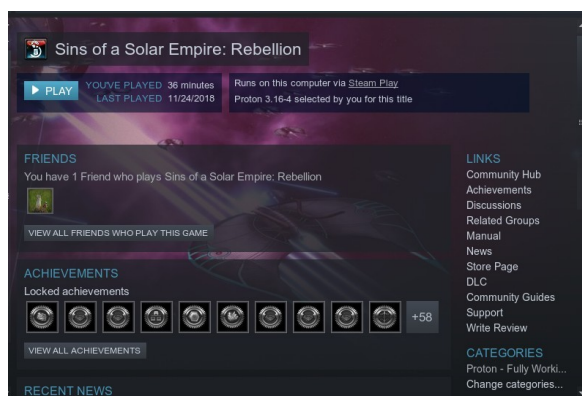 Sins of a Solar Empire: Rebellion
PLAY
YOU'VE PLAYED 36 minutes
LAST PLAYED 11/24/2018
Runs on this computer via Steam Play
Proton 3.16-4 selected by you for this title
FRIENDS
You have 1 Friend who plays Sins of a Solar Empire: Rebellion
VIEW ALL FRIENDS WHO PLAY THIS GAME
ACHIEVEMENTS
Locked achievements
+58
VIEW ALL ACHIEVEMENTS
RECENT NEWS
LINKS
Community Hub
Achievements
Discussions
Related Groups
Manual
News
Store Page
DLC
Community Guides
Support
Write Review
CATEGORIES
Proton - Fully Worki...
Change categories...